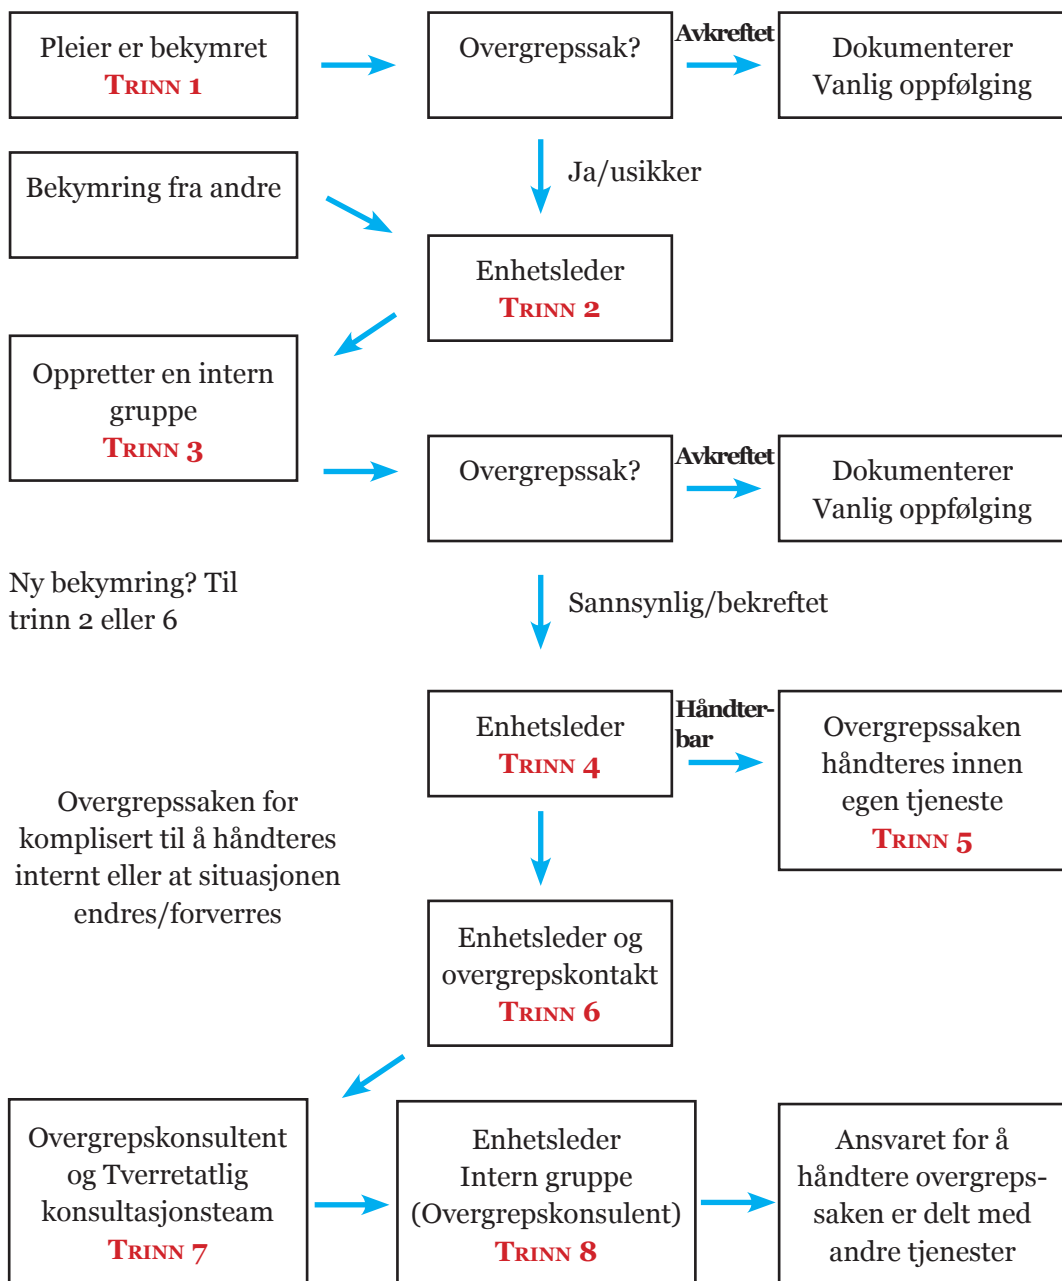 Pleier er bekymret
TRINN 1
Overgrepssak?
Avkreftet
Dokumenterer
Vanlig oppfølging
Ja/usikker
Bekymring fra andre
Enhetsleder
TRINN 2
Oppretter en intern
gruppe
TRINN 3
Overgrepssak?
Avkreftet
Dokumenterer
Vanlig oppfølging
Ny bekymring? Til
trinn 2 eller 6
Sannsynlig/bekreftet
Enhetsleder
TRINN 4
Håndter-
bar
Overgrepssaken
håndteres innen
egen tjeneste
TRINN 5
Overgrepssaken for
komplisert til å håndteres
internt eller at situasjonen
endres/forverres
Enhetsleder og
overgrepskontakt
TRINN 6
Overgrepskonsultent
og Tverretatlig
konsultasjonsteam
TRINN 7
Enhetsleder
Intern gruppe
(Overgrepskonsulent)
TRINN 8
Ansvaret for å
håndtere overgreps-
saken er delt med
andre tjenester